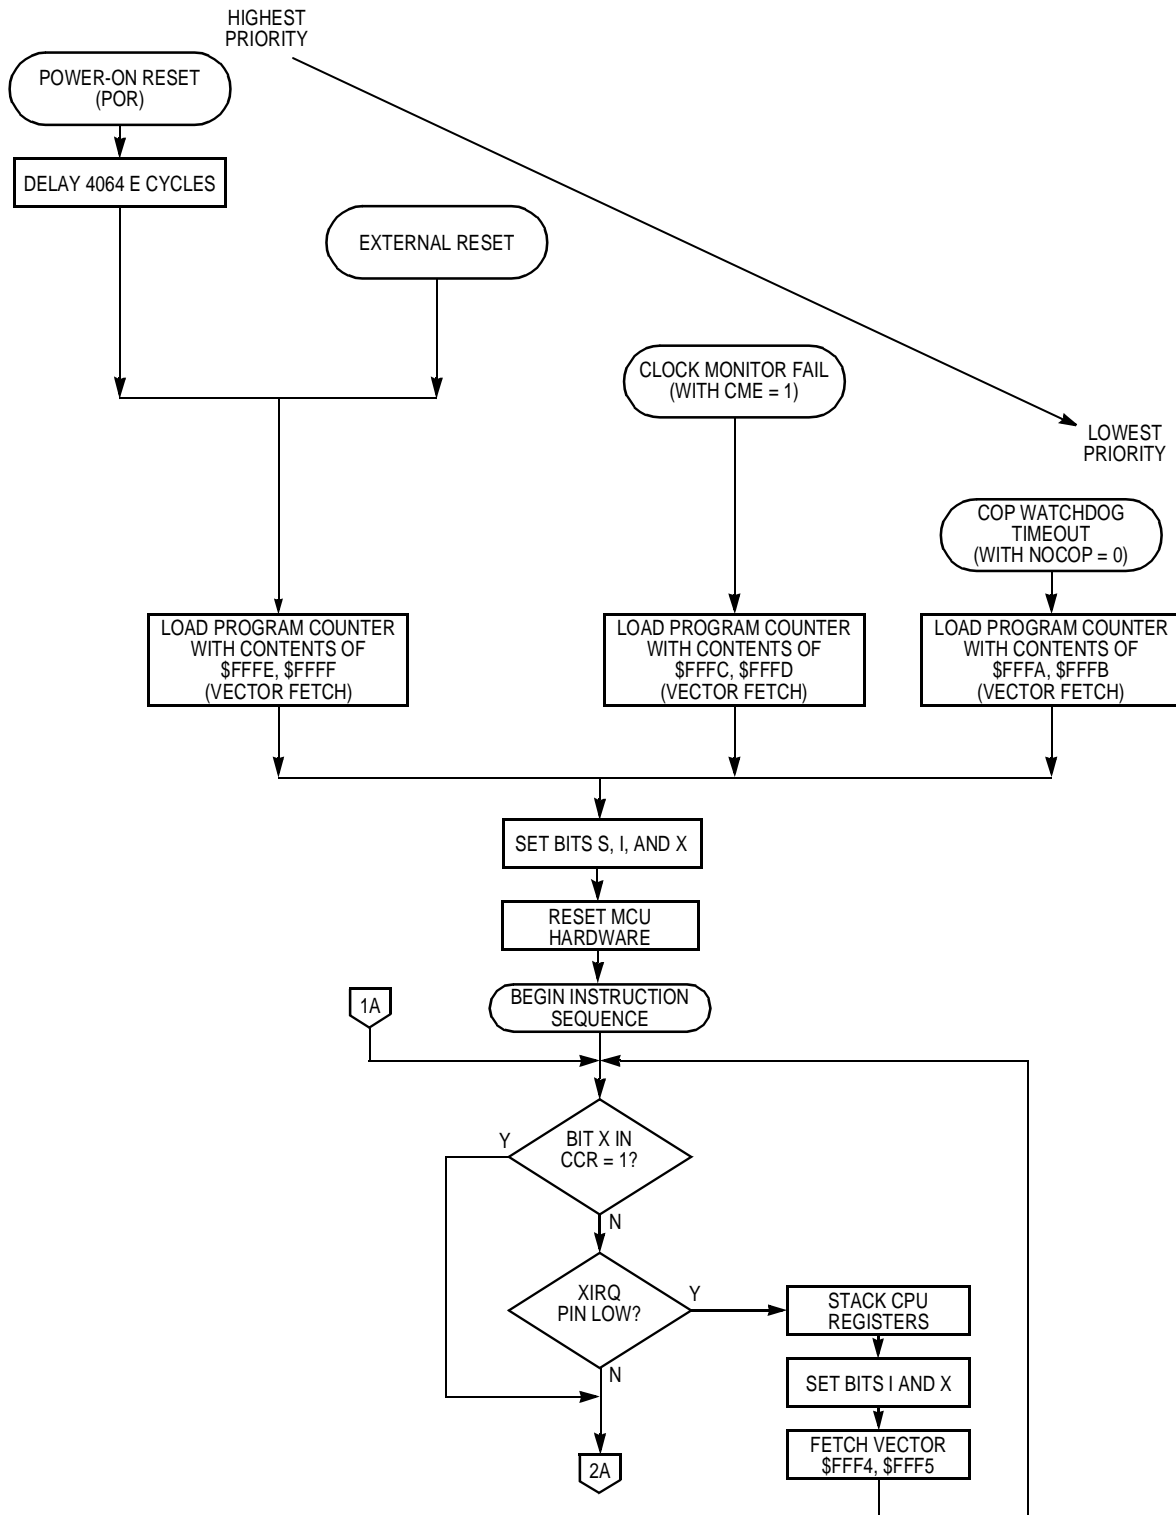 HIGHEST
PRIORITY
POWER-ON RESET
(POR)
DELAY 4064 E CYCLES
EXTERNAL RESET
CLOCK MONITOR FAIL
(WITH CME = 1)
LOWEST
PRIORITY
COP WATCHDOG
TIMEOUT
(WITH NOCOP = 0)
LOAD PROGRAM COUNTER
WITH CONTENTS OF
$FFFE, $FFFF
(VECTOR FETCH)
LOAD PROGRAM COUNTER
WITH CONTENTS OF
$FFFC, $FFFD
(VECTOR FETCH)
LOAD PROGRAM COUNTER
WITH CONTENTS OF
$FFFA, $FFFB
(VECTOR FETCH)
SET BITS S, I, AND X
RESET MCU
HARDWARE
1A
BEGIN INSTRUCTION
SEQUENCE
Y
BIT X IN
CCR = 1?
N
XIRQ
PIN LOW?
Y
STACK CPU
REGISTERS
N
SET BITS I AND X
FETCH VECTOR
$FFF4, $FFF5
2A